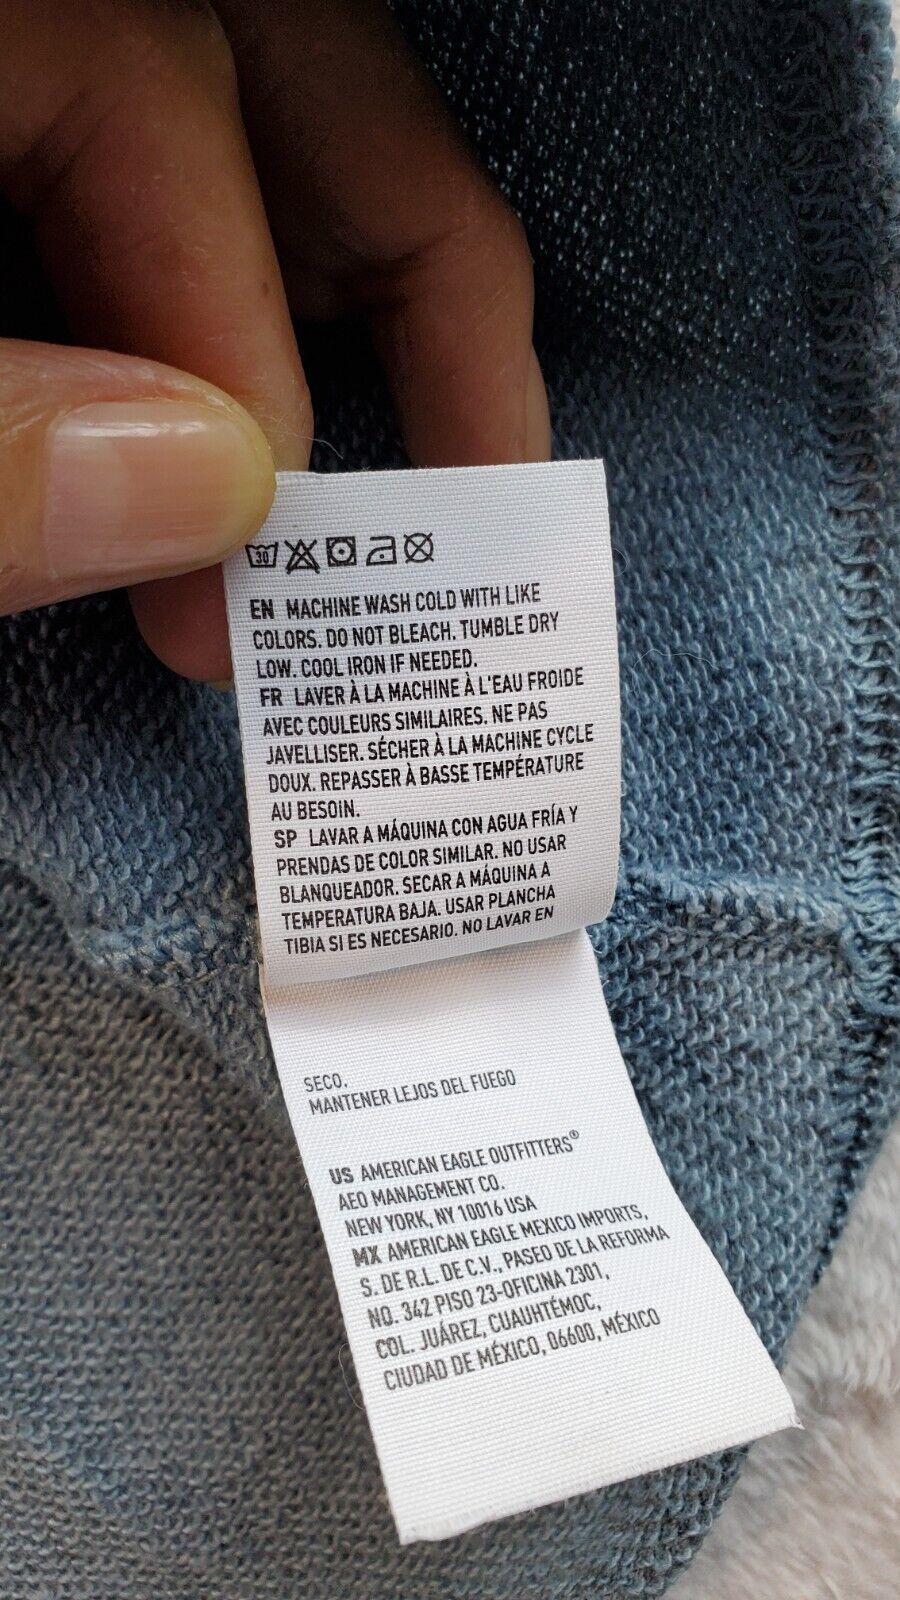 30
EN MACHINE WASH COLD WITH LIKE
COLORS. DO NOT BLEACH. TUMBLE DRY
LOW. COOL IRON IF NEEDED.
FR LAVER À LA MACHINE À L'EAU FROIDE
AVEC COULEURS SIMILAIRES. NE PAS
JAVELLISER. SÉCHER À LA MACHINE CYCLE
DOUX. REPASSER À BASSE TEMPÉRATURE
AU BESOIN.
SP LAVAR A MÁQUINA CON AGUA FRÍA Y
PRENDAS DE COLOR SIMILAR. NO USAR
BLANQUEADOR. SECAR A MÁQUINA A
TEMPERATURA BAJA. USAR PLANCHA
TIBIA SI ES NECESARIO. NO LAVAR EN
SECO.
MANTENER LEJOS DEL FUEGO
US AMERICAN EAGLE OUTFITTERS®
AEO MANAGEMENT CO.
NEW YORK, NY 10016 USA
MX AMERICAN EAGLE MEXICO IMPORTS,
S. DE R.L. DE C.V., PASEO DE LA REFORMA
NO. 342 PISO 23-OFICINA 2301,
COL. JUÁREZ, CUAUHTÉMOC,
CIUDAD DE MÉXICO, 06600, MÉXICO